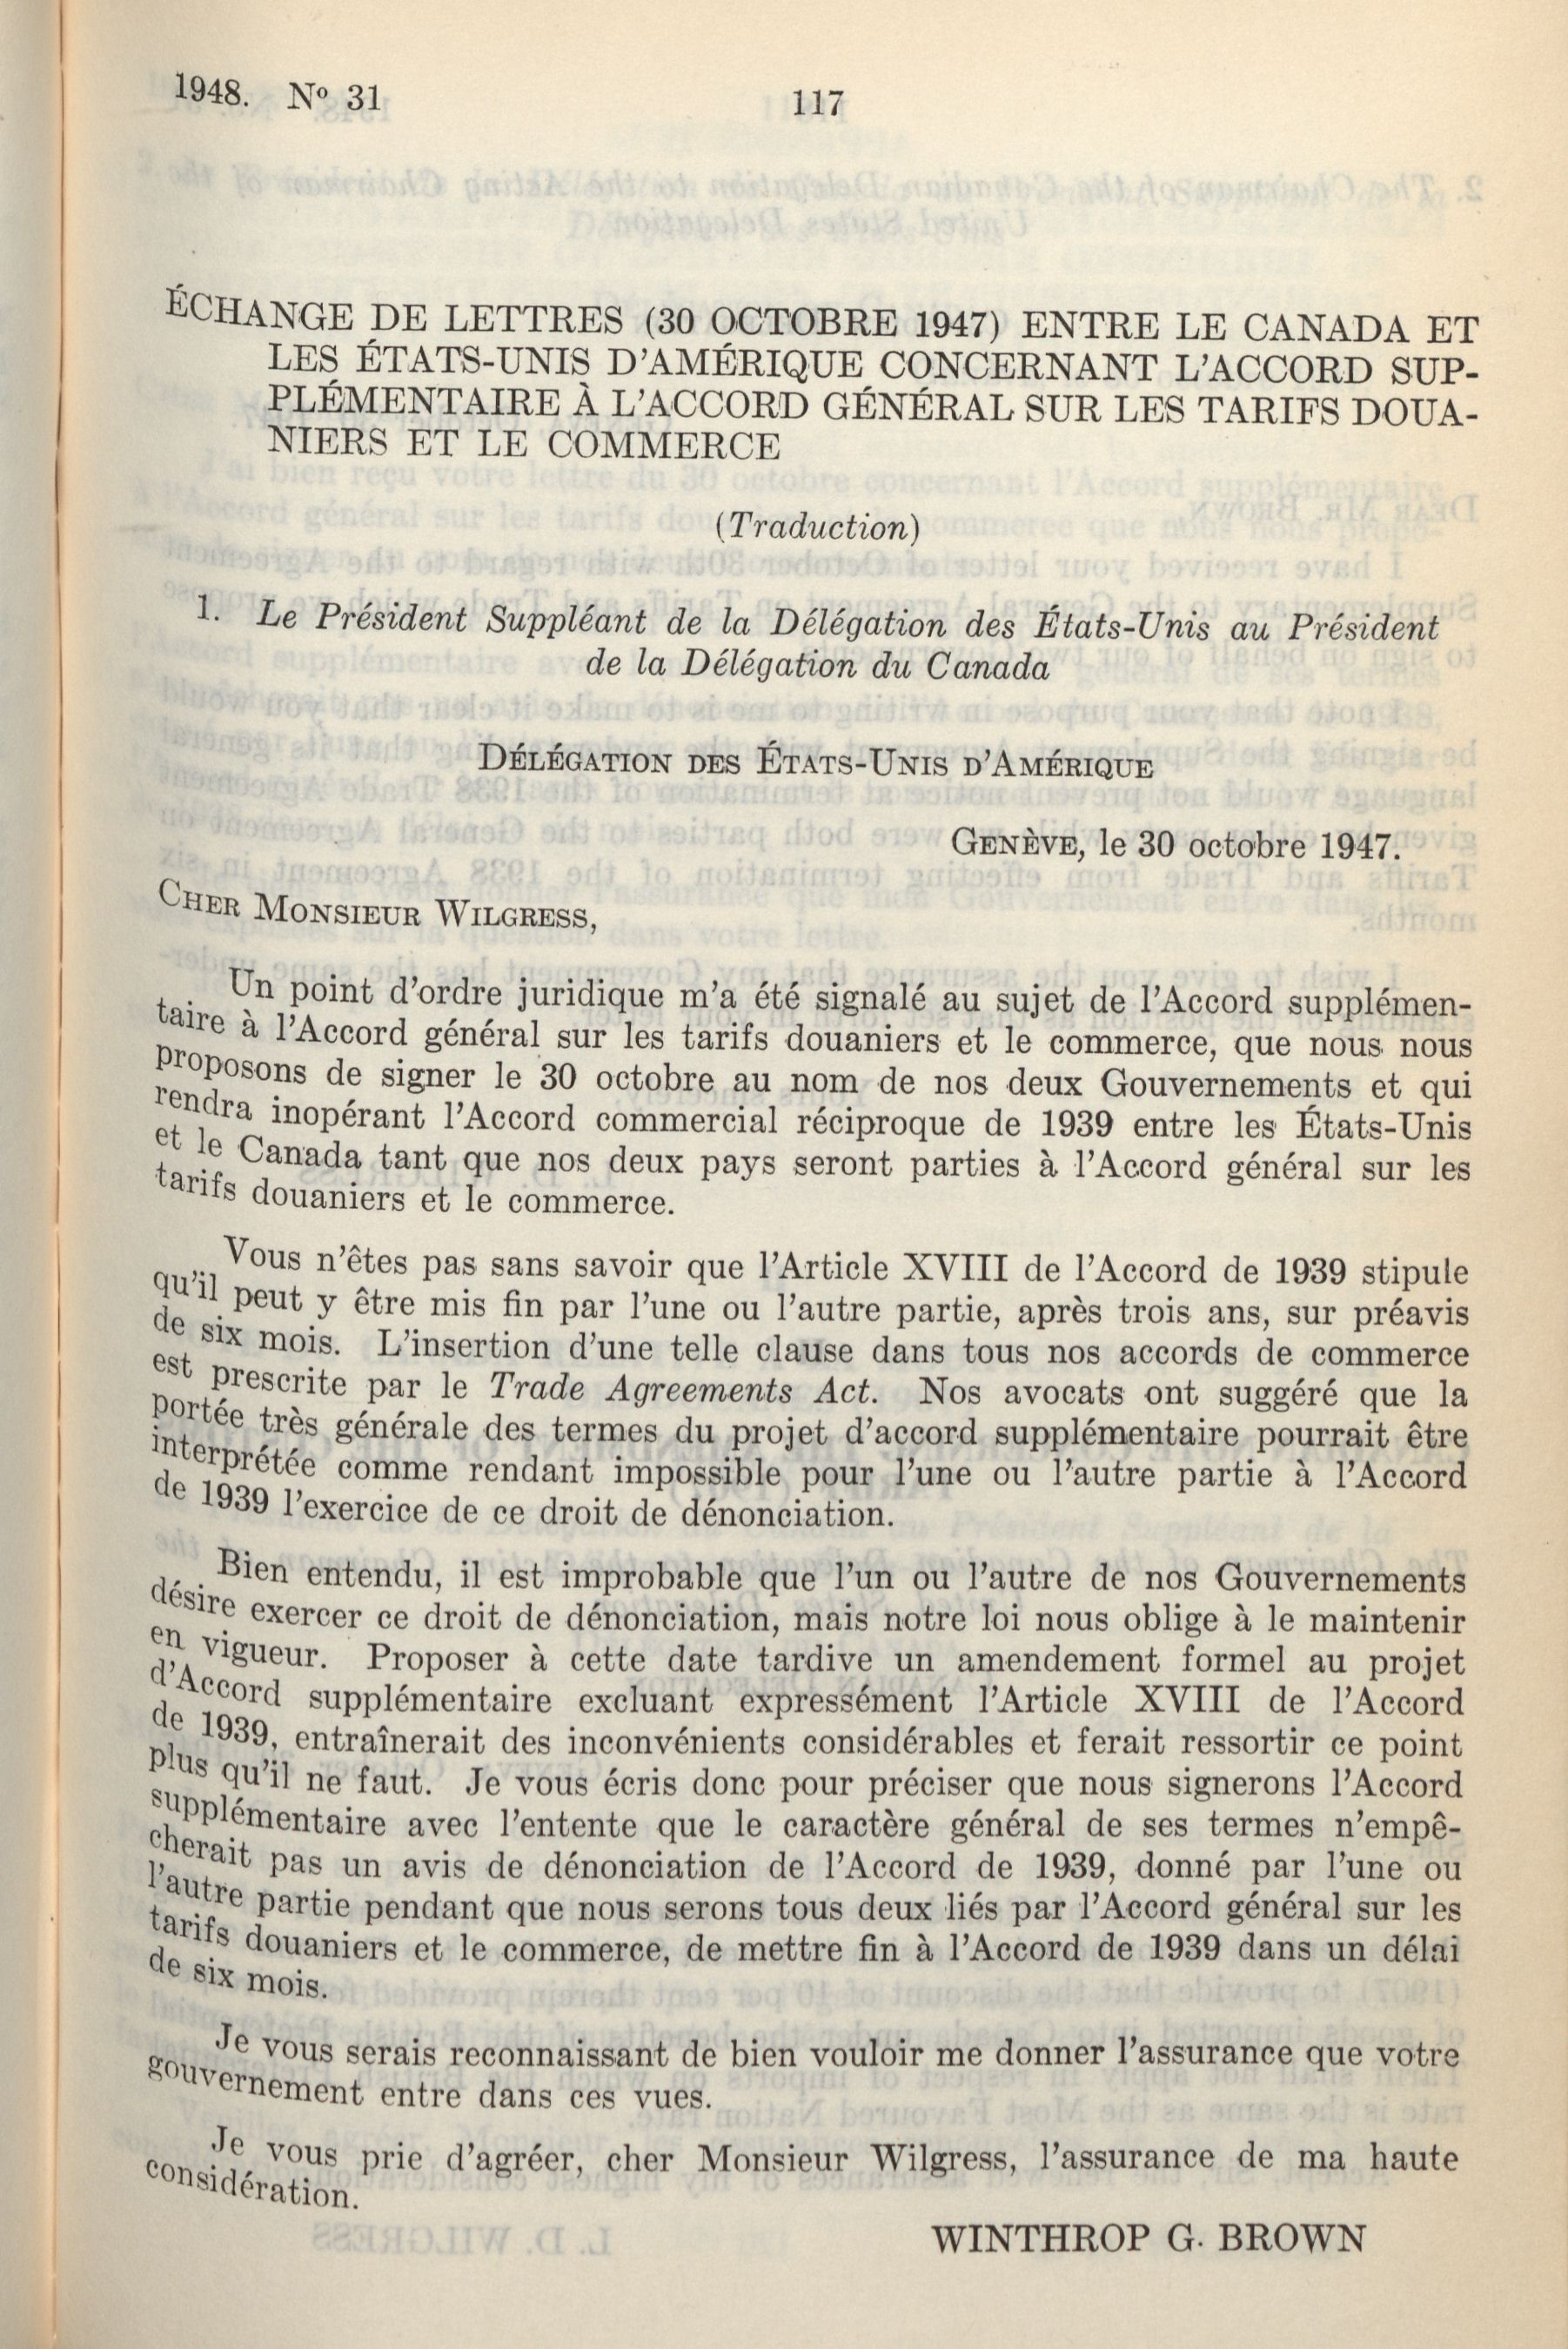 1948. Nº 31
117
ÉCHANGE DE LETTRES (30 OCTOBRE 1947) ENTRE LE CANADA ET
LES ÉTATS-UNIS D'AMÉRIQUE CONCERNANT L'ACCORD SUP-
PLÉMENTAIRE À L'ACCORD GÉNÉRAL SUR LES TARIFS DOUA-
NIERS ET LE COMMERCE
(Traduction)
1. Le Président Suppléant de la Délégation des États-Unis au Président
de la Délégation du Canada
DÉLÉGATION DES ÉTATS-UNIS D'AMÉRIQUE
GENÈVE, le 30 octobre 1947.
CHER MONSIEUR WILGRESS,
Un point d'ordre juridique m'a été signalé au sujet de l'Accord supplémen-
taire à l'Accord général sur les tarifs douaniers et le commerce, que nous nous
proposons de signer le 30 octobre au nom de nos deux Gouvernements et qui
rendra inopérant l'Accord commercial réciproque de 1939 entre les États-Unis
et le Canada tant que nos deux pays seront parties à l'Accord général sur les
tarifs douaniers et le commerce.
Vous n'êtes pas sans savoir que l'Article XVIII de l'Accord de 1939 stipule
qu'il peut y être mis fin par l'une ou l'autre partie, après trois ans, sur préavis
de six mois. L'insertion d'une telle clause dans tous nos accords de commerce
est prescrite par le Trade Agreements Act. Nos avocats ont suggéré que la
portée très générale des termes du projet d'accord supplémentaire pourrait être
interprétée comme rendant impossible pour l'une ou l'autre partie à l'Accord
de 1939 l'exercice de ce droit de dénonciation.
Bien entendu, il est improbable que l'un ou l'autre de nos Gouvernements
désire exercer ce droit de dénonciation, mais notre loi nous oblige à le maintenir
en vigueur. Proposer à cette date tardive un amendement formel au projet
d'Accord supplémentaire excluant expressément l'Article XVIII de l'Accord
de 1939, entraînerait des inconvénients considérables et ferait ressortir ce point
plus qu'il ne faut. Je vous écris donc pour préciser que nous signerons l'Accord
supplémentaire avec l'entente que le caractère général de ses termes n'empê-
cherait pas un avis de dénonciation de l'Accord de 1939, donné par l'une ou
l'autre partie pendant que nous serons tous deux liés par l'Accord général sur les
tarifs douaniers et le commerce, de mettre fin à l'Accord de 1939 dans un délai
de six mois.
Je vous serais reconnaissant de bien vouloir me donner l'assurance que votre
gouvernement entre dans ces vues.
Je vous prie d'agréer, cher Monsieur Wilgress, l'assurance de ma haute
considération.
WINTHROP G. BROWN